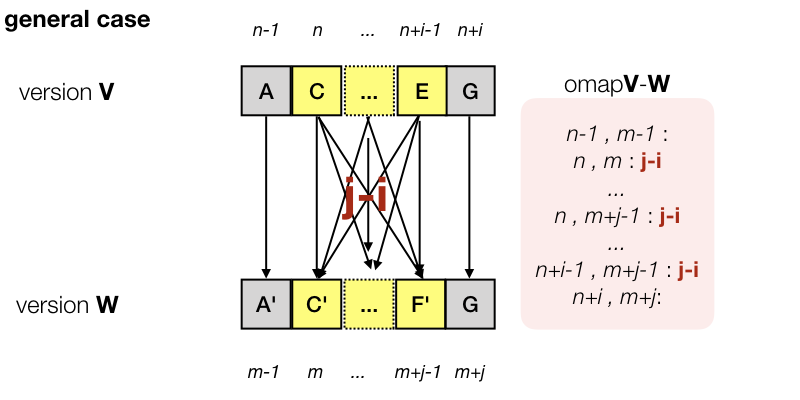 general case
n-1 n ... n+i-1 n+i
version V
A C ... E G
omapV-W
n-1 , m-1 :
n , m : j-i
...
n , m+j-1 : j-i
...
n+i-1 , m+j-1 : j-i
n+i , m+j:
j-i
version W
A' C' ... F' G
m-1 m ... m+j-1 m+j